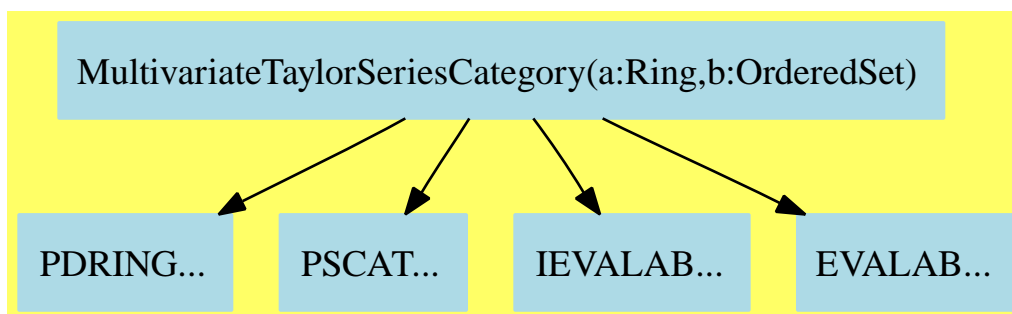 MultivariateTaylorSeriesCategory(a:Ring,b:OrderedSet)
PDRING... PSCAT... IEVALAB... EVALAB...